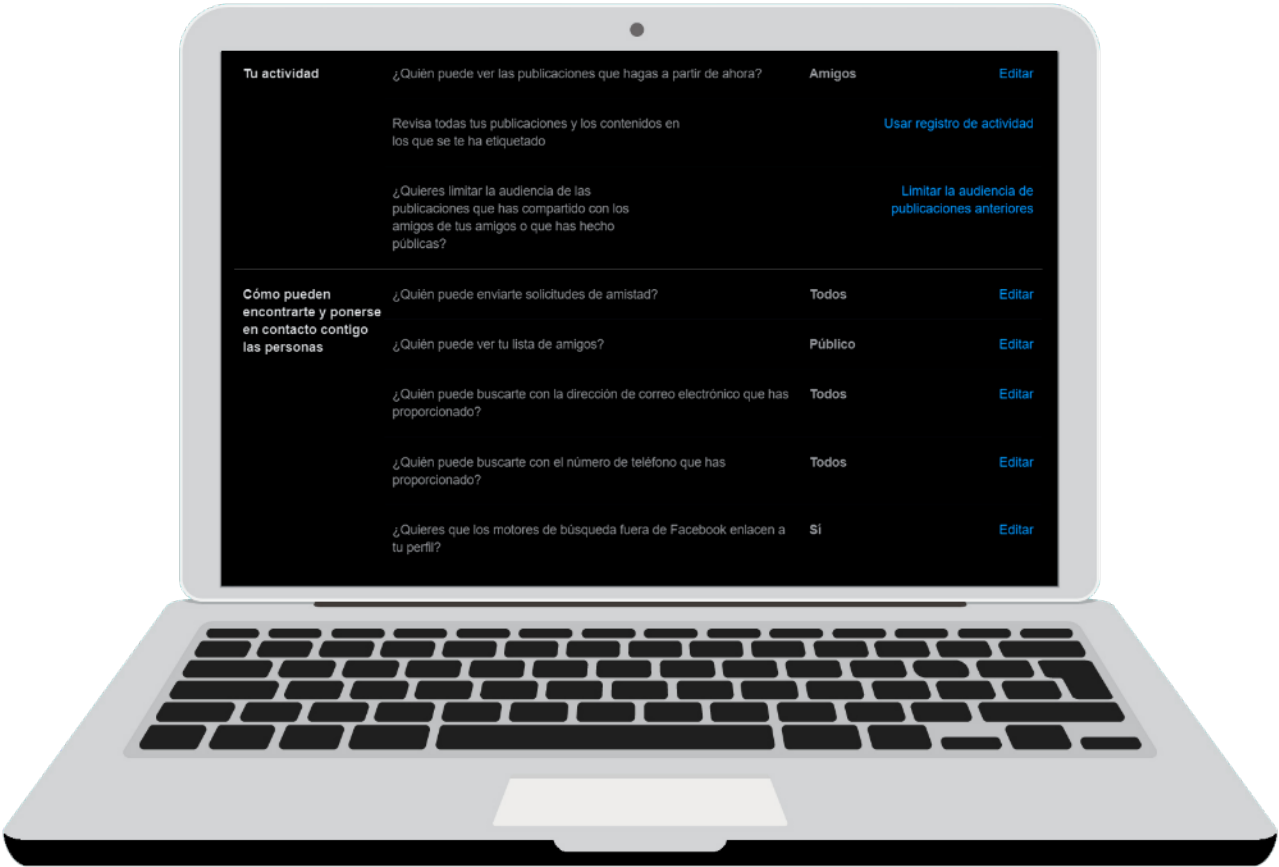 Tu actividad
¿Quién puede ver las publicaciones que hagas a partir de ahora?
Amigos
Editar
Revisa todas tus publicaciones y los contenidos en
los que se te ha etiquetado
Usar registro de actividad
¿Quieres limitar la audiencia de las
publicaciones que has compartido con los
amigos de tus amigos o que has hecho
públicas?
Limitar la audiencia de
publicaciones anteriores
Cómo pueden
encontrarte y ponerse
en contacto contigo
las personas
¿Quién puede enviarte solicitudes de amistad?
Todos
Editar
¿Quién puede ver tu lista de amigos?
Público
Editar
¿Quién puede buscarte con la dirección de correo electrónico que has
proporcionado?
Todos
Editar
¿Quién puede buscarte con el número de teléfono que has
proporcionado?
Todos
Editar
¿Quieres que los motores de búsqueda fuera de Facebook enlacen a
tu perfil?
Sí
Editar